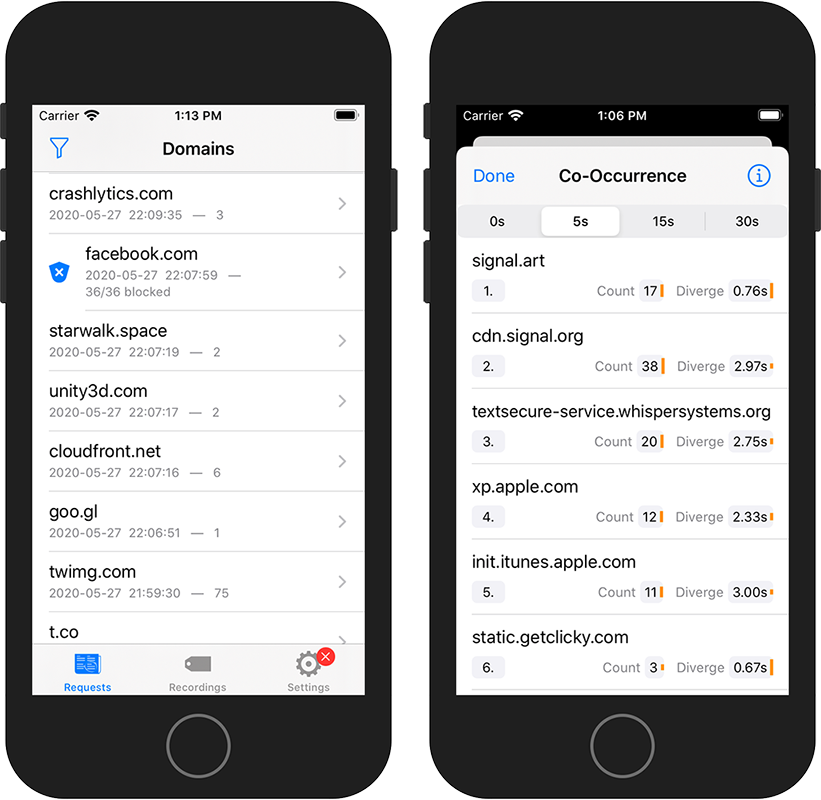 Carrier 1:13 PM
Domains
crashlytics.com
2020-05-27 22:09:35 — 3
facebook.com
2020-05-27 22:07:59 —
36/36 blocked
starwalk.space
2020-05-27 22:07:19 — 2
unity3d.com
2020-05-27 22:07:17 — 2
cloudfront.net
2020-05-27 22:07:16 — 6
goo.gl
2020-05-27 22:06:51 — 1
twimg.com
2020-05-27 21:59:30 — 75
t.co
Requests Recordings Settings
Carrier 1:06 PM
Done Co-Occurrence
0s 5s 15s 30s
signal.art
1. Count 17 Diverge 0.76s
cdn.signal.org
2. Count 38 Diverge 2.97s
textsecure-service.whispersystems.org
3. Count 20 Diverge 2.75s
xp.apple.com
4. Count 12 Diverge 2.33s
init.itunes.apple.com
5. Count 11 Diverge 3.00s
static.getclicky.com
6. Count 3 Diverge 0.67s